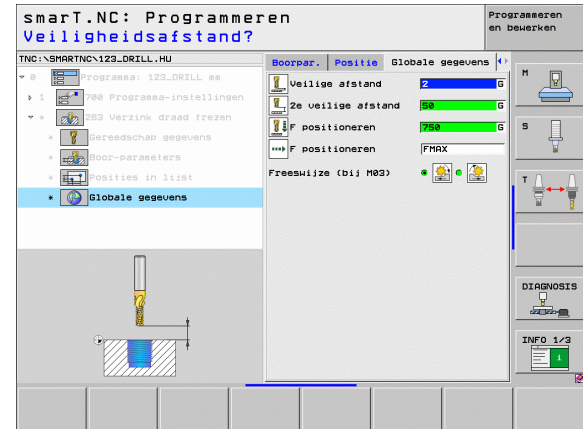 smarT.NC: Programmeren
Veiligheidsafstand?
Programmeren
en bewerken
TNC:\SMARTNC\123_DRILL.HU
0 Programma: 123_DRILL mm
1 700 Programma-instellingen
* 263 Verzink draad frezen
* Gereedschap gegevens
* Boor-parameters
* Posities in lijst
* Globale gegevens
Boorpar. Positie Globale gegevens
Veilige afstand 2 G
2e veilige afstand 50 G
F positioneren 750 G
F positioneren FMAX
Freeswijze (bij M03)
M
S
T
DIAGNOSIS
INFO 1/3